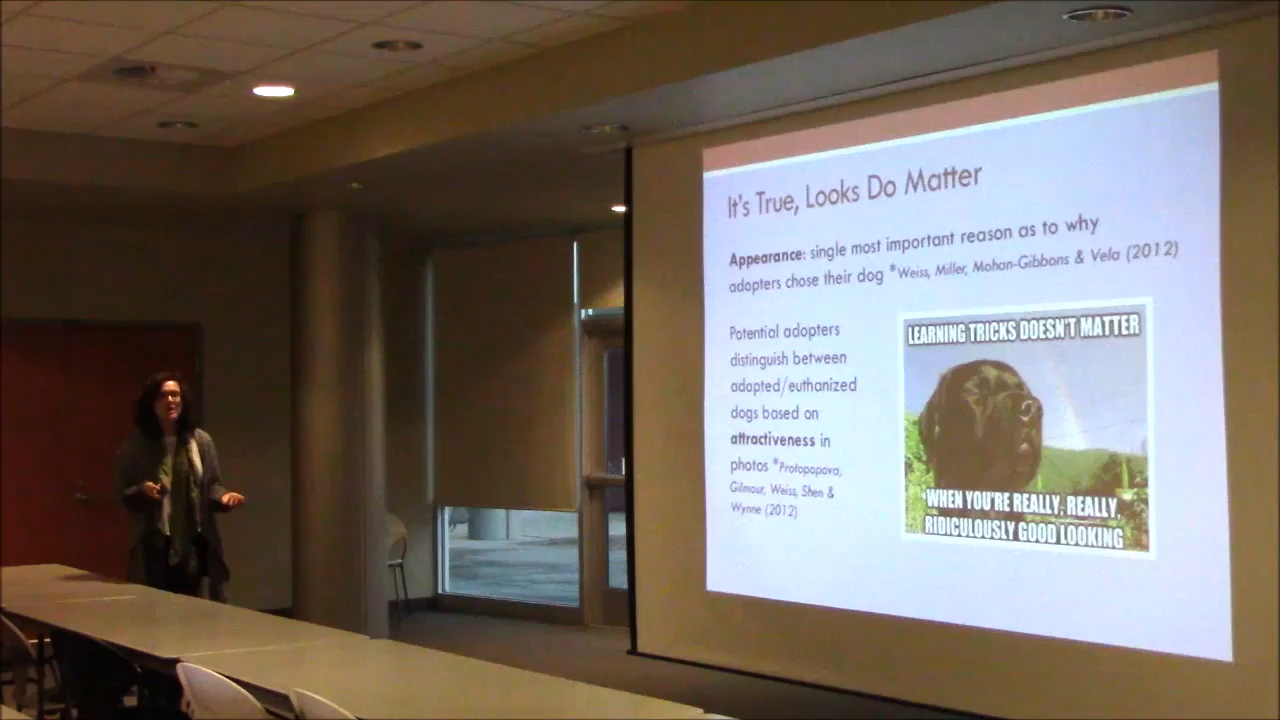 It's True, Looks Do Matter
Appearance: single most important reason as to why
adopters chose their dog *Weiss, Miller, Mohan-Gibbons & Vela (2012)
Potential adopters
distinguish between
adopted/euthanized
dogs based on
attractiveness in
photos *Protopopova,
Gilmour, Weiss, Shen &
Wynne (2012)
LEARNING TRICKS DOESN'T MATTER
WHEN YOU'RE REALLY, REALLY,
RIDICULOUSLY GOOD LOOKING